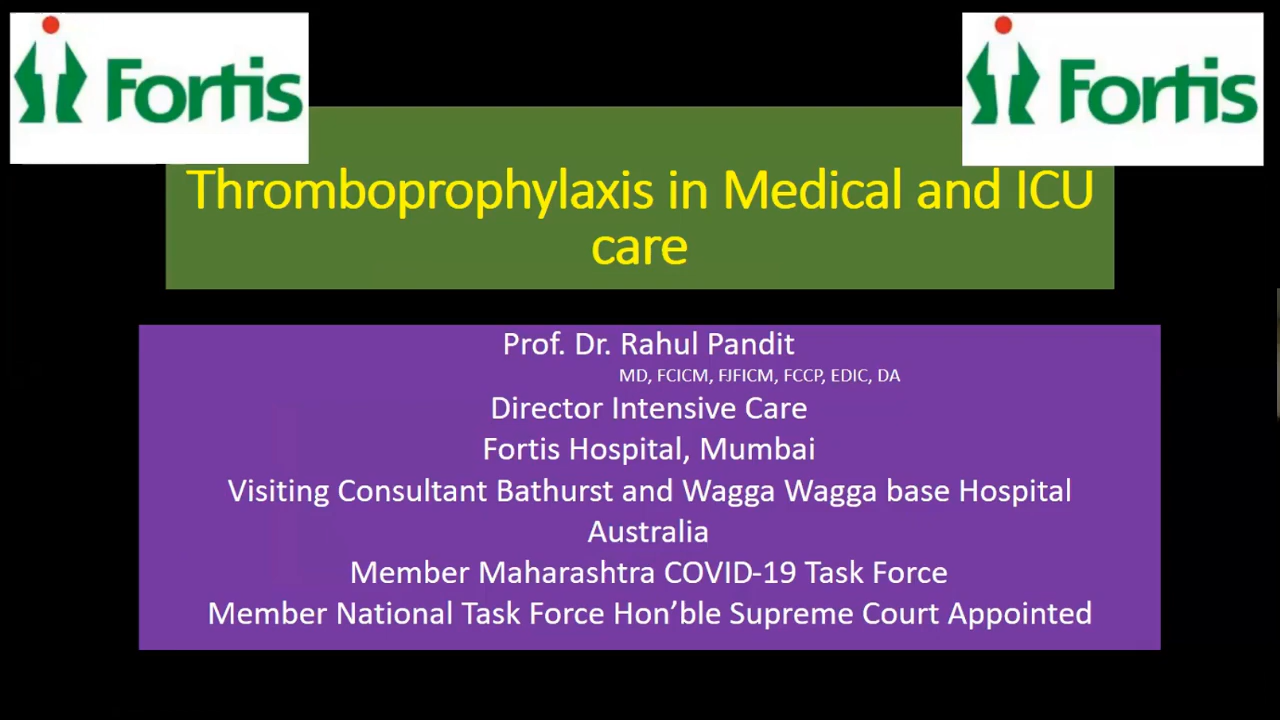 Fortis
Fortis
Thromboprophylaxis in Medical and ICU
care
Prof. Dr. Rahul Pandit
MD, FCICM, FJFICM, FCCP, EDIC, DA
Director Intensive Care
Fortis Hospital, Mumbai
Visiting Consultant Bathurst and Wagga Wagga base Hospital
Australia
Member Maharashtra COVID-19 Task Force
Member National Task Force Hon’ble Supreme Court Appointed